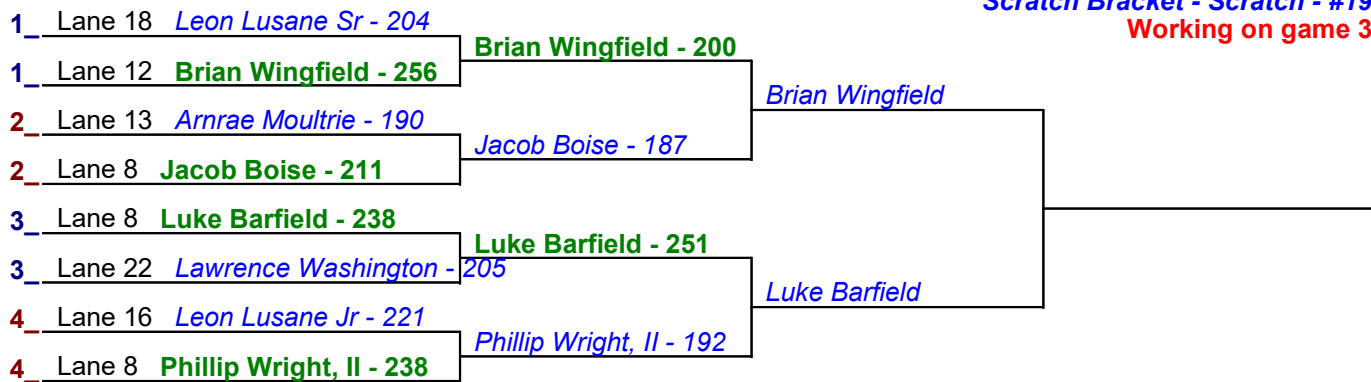 Scratch Bracket - Scratch - #19
Working on game 3
1_ Lane 18 Leon Lusane Sr - 204
Brian Wingfield - 200
1_ Lane 12 Brian Wingfield - 256
Brian Wingfield
2_ Lane 13 Arnrae Moultrie - 190
Jacob Boise - 187
2_ Lane 8 Jacob Boise - 211
3_ Lane 8 Luke Barfield - 238
Luke Barfield - 251
3_ Lane 22 Lawrence Washington - 205
Luke Barfield
4_ Lane 16 Leon Lusane Jr - 221
Phillip Wright, II - 192
4_ Lane 8 Phillip Wright, II - 238